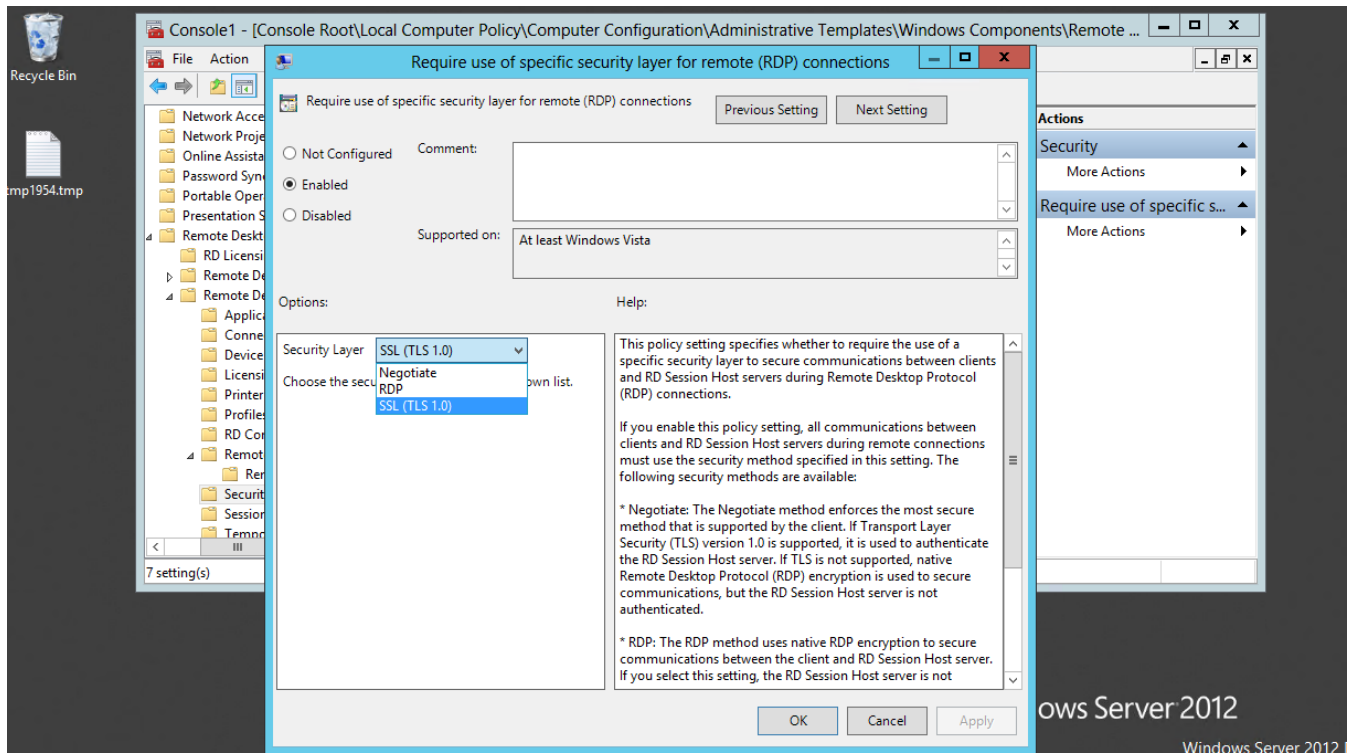 Recycle Bin
tmp1954.tmp
Console1 - [Console Root\Local Computer Policy\Computer Configuration\Administrative Templates\Windows Components\Remote ...
File Action
Network Acce
Network Proje
Online Assista
Password Syn
Portable Oper
Presentation S
Remote Deskt
RD Licensi
Remote De
Remote De
Applica
Conne
Device
Licensi
Printer
Profiles
RD Cor
Remot
Rer
Securit
Session
Tempo
7 setting(s)
Require use of specific security layer for remote (RDP) connections
Require use of specific security layer for remote (RDP) connections
Previous Setting
Next Setting
Not Configured
Enabled
Disabled
Comment:
Supported on:
At least Windows Vista
Options:
Security Layer
SSL (TLS 1.0)
Negotiate
RDP
SSL (TLS 1.0)
Choose the secu
own list.
Help:
This policy setting specifies whether to require the use of a
specific security layer to secure communications between clients
and RD Session Host servers during Remote Desktop Protocol
(RDP) connections.
If you enable this policy setting, all communications between
clients and RD Session Host servers during remote connections
must use the security method specified in this setting. The
following security methods are available:
* Negotiate: The Negotiate method enforces the most secure
method that is supported by the client. If Transport Layer
Security (TLS) version 1.0 is supported, it is used to authenticate
the RD Session Host server. If TLS is not supported, native
Remote Desktop Protocol (RDP) encryption is used to secure
communications, but the RD Session Host server is not
authenticated.
* RDP: The RDP method uses native RDP encryption to secure
communications between the client and RD Session Host server.
If you select this setting, the RD Session Host server is not
OK
Cancel
Apply
Actions
Security
More Actions
Require use of specific s...
More Actions
ows Server 2012
Windows Server 2012